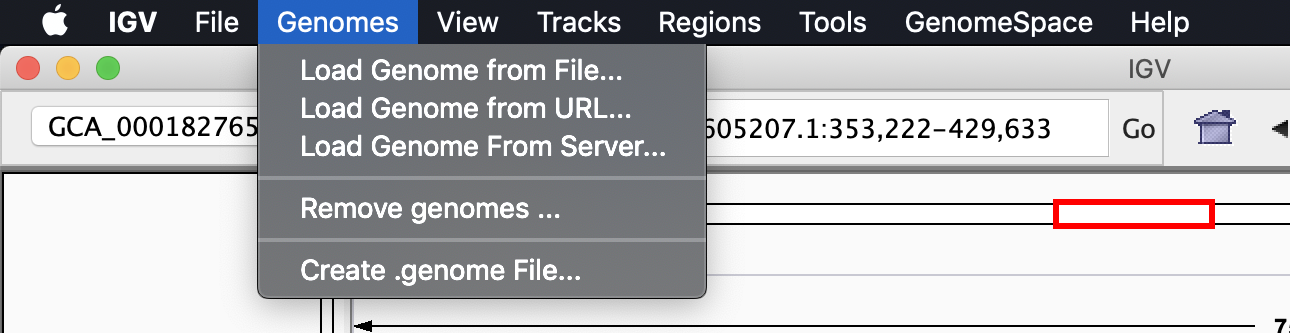 IGV File Genomes View Tracks Regions Tools GenomeSpace Help
IGV
Load Genome from File...
Load Genome from URL...
Load Genome From Server...
Remove genomes ...
Create .genome File...
GCA_000182765
605207.1:353,222-429,633 Go